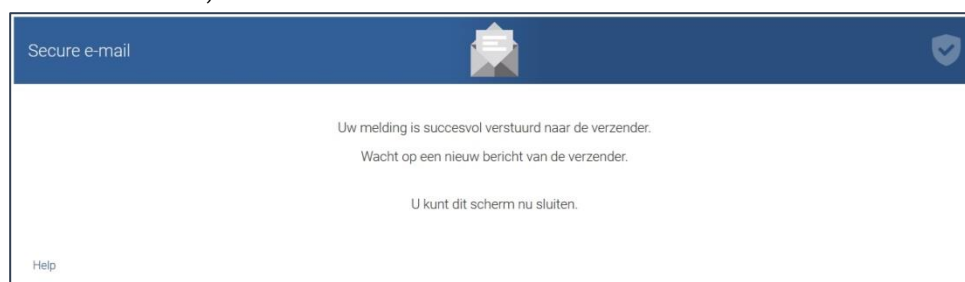 Secure e-mail
Uw melding is succesvol verstuurd naar de verzender.
Wacht op een nieuw bericht van de verzender.
U kunt dit scherm nu sluiten.
Help